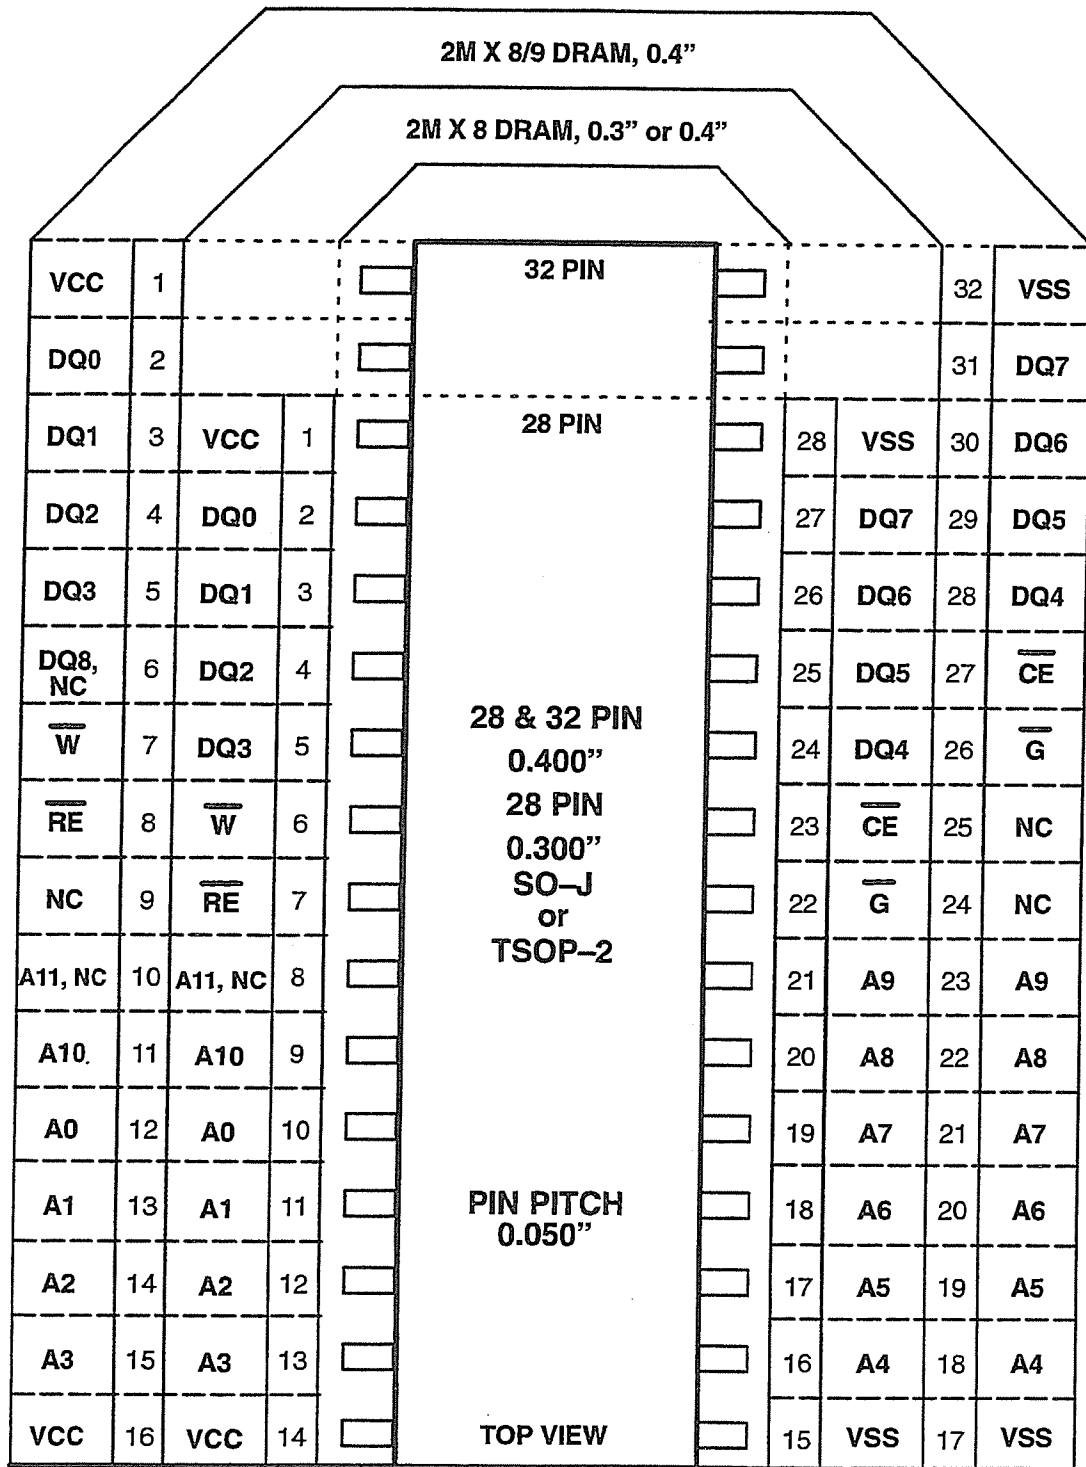 2M X 8/9 DRAM, 0.4”
2M X 8 DRAM, 0.3” or 0.4”
VCC 1 32 PIN 32 VSS
DQ0 2 31 DQ7
DQ1 3 VCC 1 28 PIN 28 VSS 30 DQ6
DQ2 4 DQ0 2 27 DQ7 29 DQ5
DQ3 5 DQ1 3 26 DQ6 28 DQ4
DQ8, NC 6 DQ2 4 25 DQ5 27 C̅E̅
W̅ 7 DQ3 5 24 DQ4 26 G̅
R̅E̅ 8 W̅ 6 23 C̅E̅ 25 NC
NC 9 R̅E̅ 7 22 G̅ 24 NC
A11, NC 10 A11, NC 8 21 A9 23 A9
A10. 11 A10 9 20 A8 22 A8
A0 12 A0 10 19 A7 21 A7
A1 13 A1 11 18 A6 20 A6
A2 14 A2 12 17 A5 19 A5
A3 15 A3 13 16 A4 18 A4
VCC 16 VCC 14 TOP VIEW 15 VSS 17 VSS
28 & 32 PIN
0.400”
28 PIN
0.300”
SO–J
or
TSOP–2
PIN PITCH
0.050”